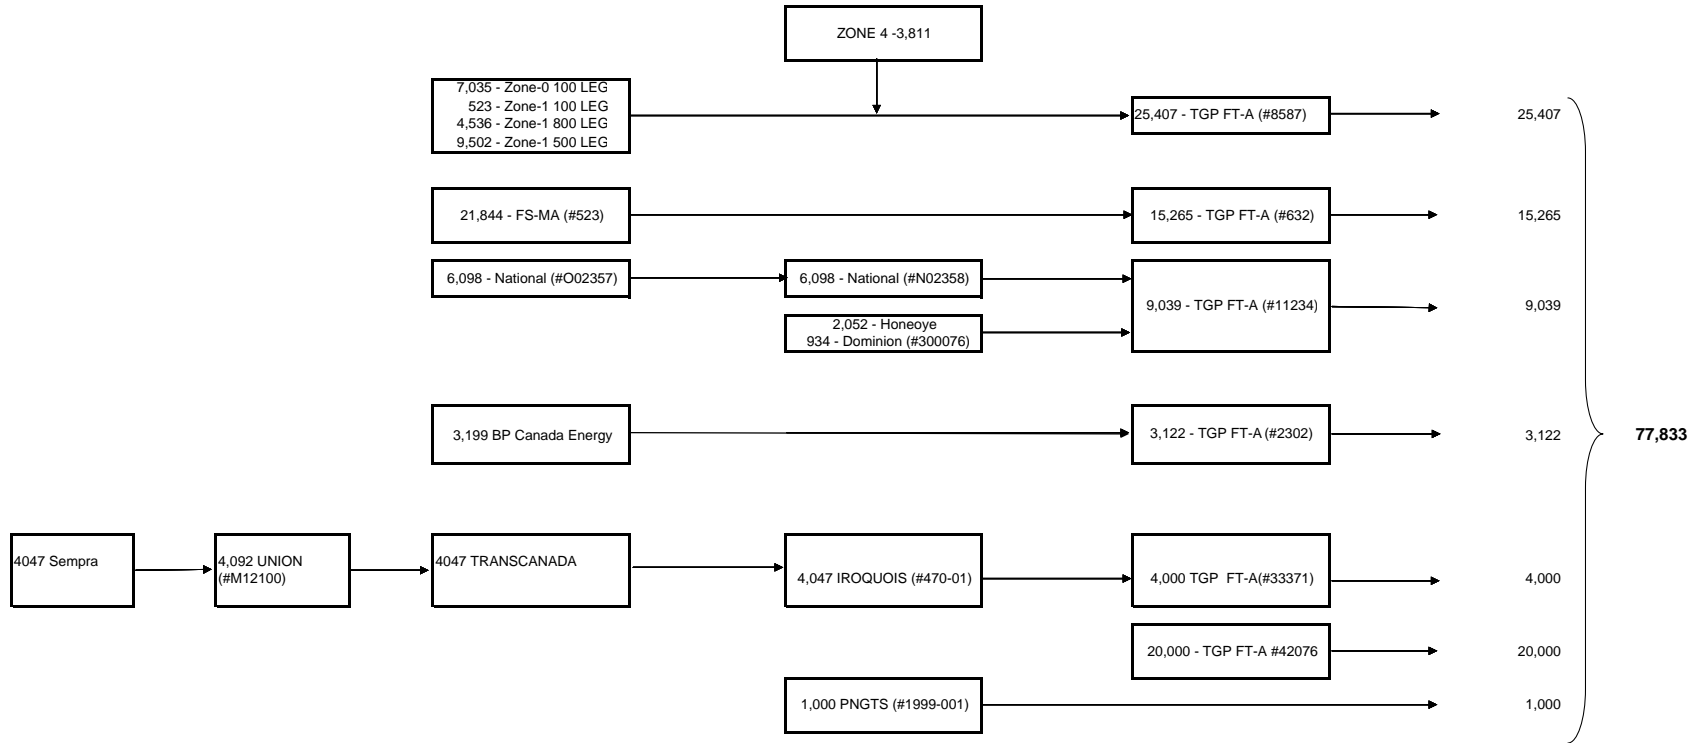 ZONE 4 -3,811
7,035 - Zone-0 100 LEG
523 - Zone-1 100 LEG
4,536 - Zone-1 800 LEG
9,502 - Zone-1 500 LEG
25,407 - TGP FT-A (#8587)
25,407
21,844 - FS-MA (#523)
15,265 - TGP FT-A (#632)
15,265
6,098 - National (#O02357)
6,098 - National (#N02358)
9,039 - TGP FT-A (#11234)
9,039
2,052 - Honeoye
934 - Dominion (#300076)
3,199 BP Canada Energy
3,122 - TGP FT-A (#2302)
3,122
77,833
4047 Sempra
4,092 UNION
(#M12100)
4047 TRANSCANADA
4,047 IROQUOIS (#470-01)
4,000 TGP FT-A(#33371)
4,000
20,000 - TGP FT-A #42076
20,000
1,000 PNGTS (#1999-001)
1,000